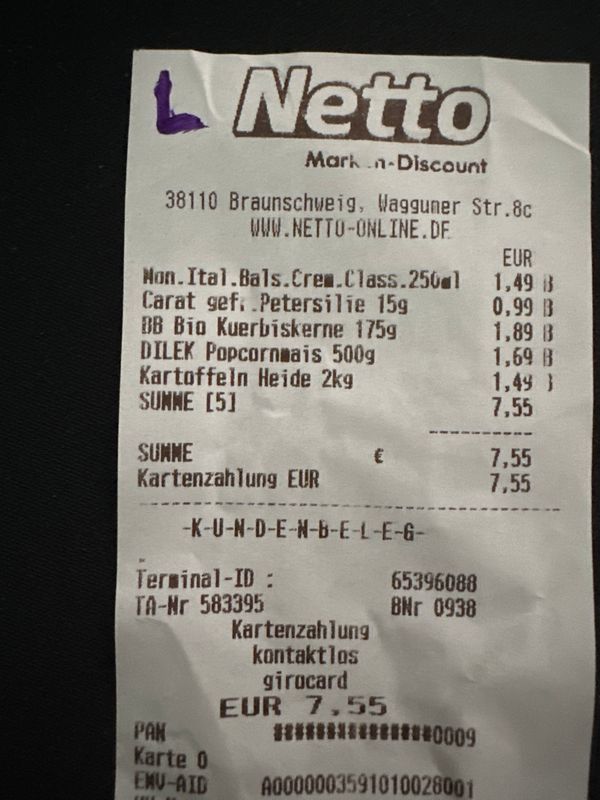 L Netto
Marken-Discount
38110 Braunschweig, Wagguner Str.8c
WWW.NETTO-ONLINE.DE
EUR
Mon.Ital.Bals.Crem.Class.250ml 1,49 B
Carat gef. Petersilie 15g 0,99 B
BB Bio Kuerbiskerne 175g 1,89 B
DILEK Popcornmais 500g 1,69 B
Kartoffeln Heide 2kg 1,49 B
SUMME [5] 7,55
SUMME € 7,55
Kartenzahlung EUR 7,55
-K-U-N-D-E-N-B-E-L-E-G-
Terminal-ID : 65396088
TA-Nr 583395 BNr 0938
Kartenzahlung
kontaktlos
girocard
EUR 7,55
PAN ###############0009
Karte 0
EMV-AID A0000003591010028001